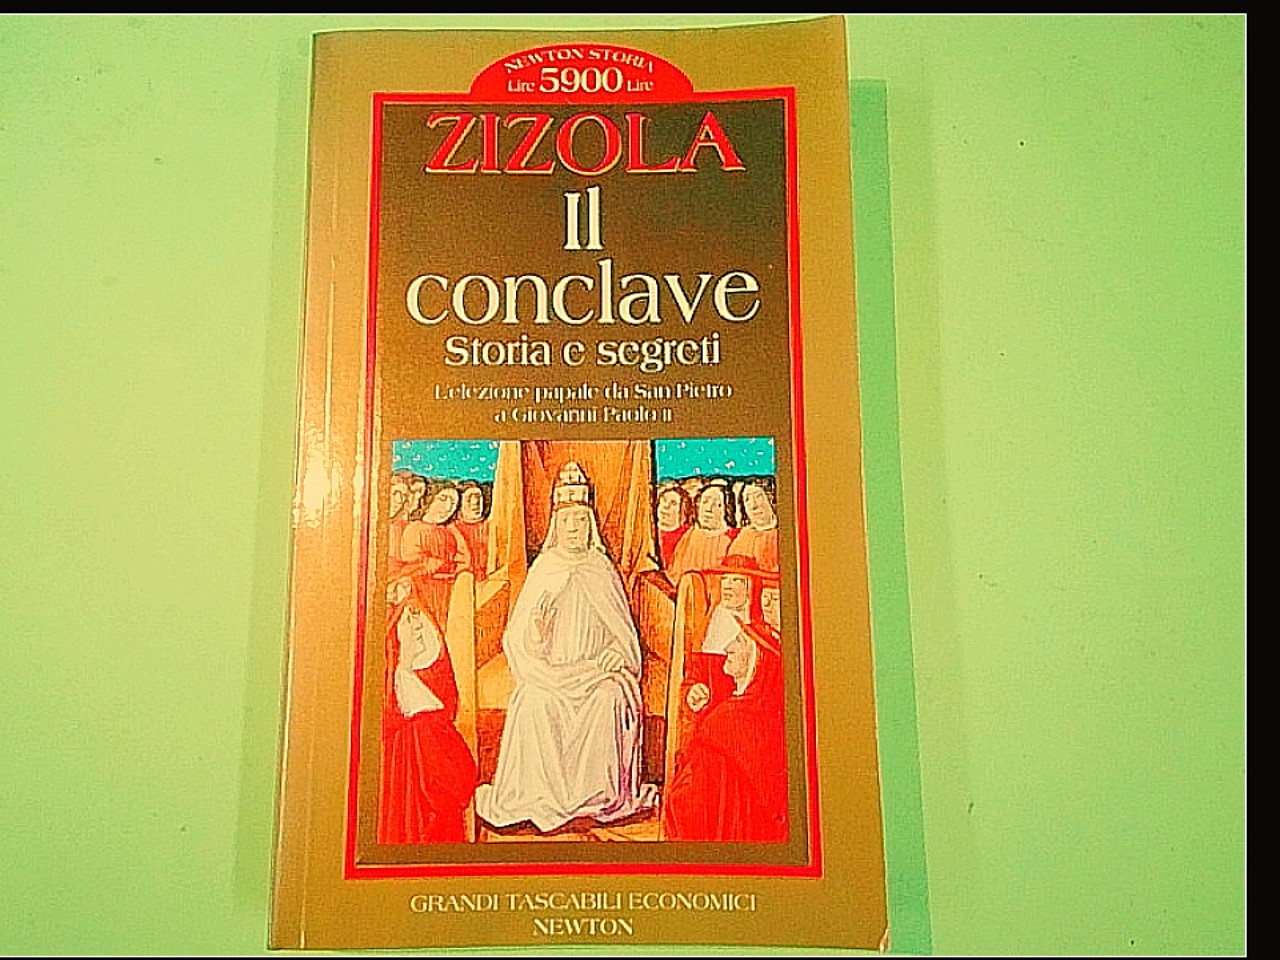 NEWTON STORIA
Lire 5900 Lire
ZIZOLA
Il
conclave
Storia e segreti
L'elezione papale da San Pietro
a Giovanni Paolo II
GRANDI TASCABILI ECONOMICI
NEWTON